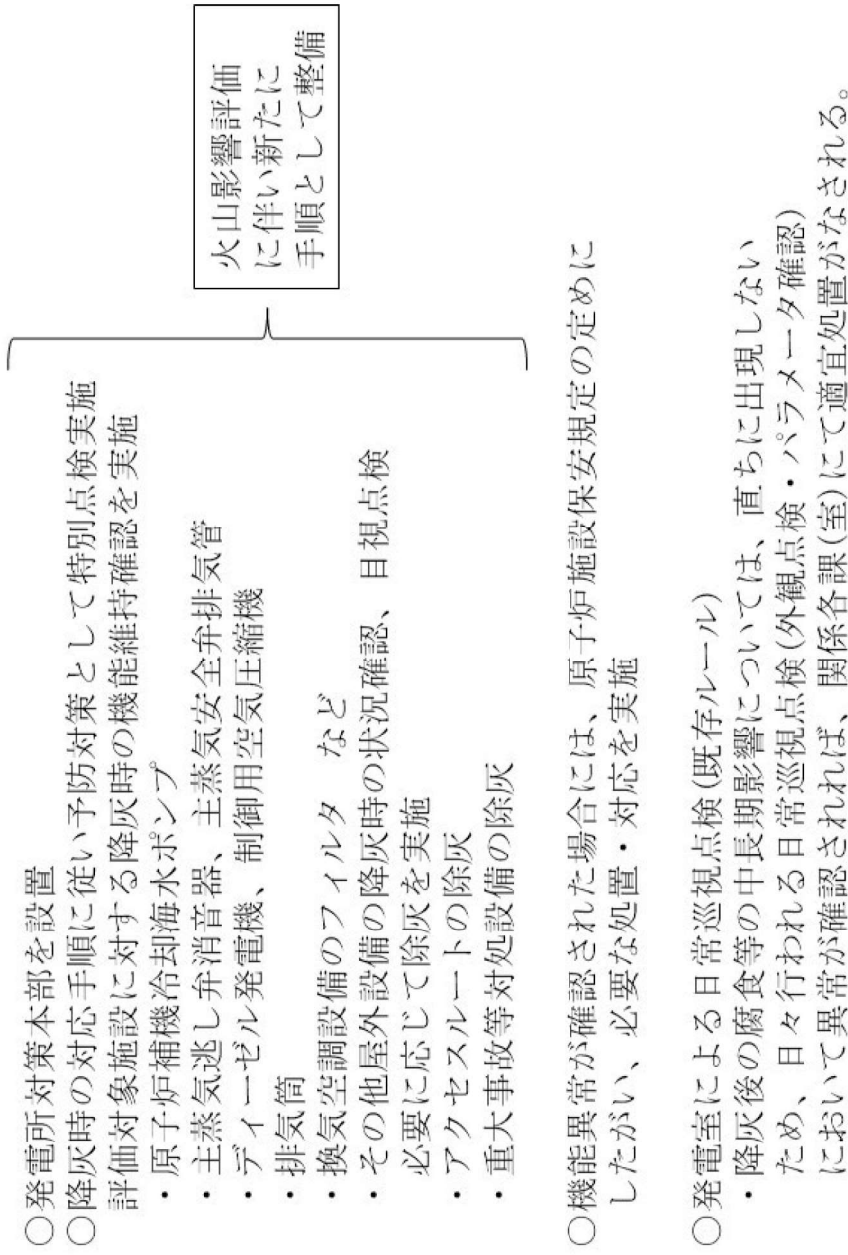 ○発電所対策本部を設置
○降灰時の対応手順に従い予防対策として特別点検実施
評価対象施設に対する降灰時の機能維持確認を実施
・原子炉補機冷却海水ポンプ
・主蒸気逃し弁消音器、主蒸気安全弁排気管
・ディーゼル発電機、制御用空気圧縮機
・排気筒
・換気空調設備のフィルタ　など
・その他屋外設備の降灰時の状況確認、目視点検
必要に応じて除灰を実施
・アクセスルートの除灰
・重大事故等対処設備の除灰
火山影響評価
に伴い新たに
手順として整備
○機能異常が確認された場合には、原子炉施設保安規定の定めに
したがい、必要な処置・対応を実施
○発電室による日常巡視点検(既存ルール)
・降灰後の腐食等の中長期影響については、直ちに出現しない
ため、日々行われる日常巡視点検(外観点検・パラメータ確認)
において異常が確認されれば、関係各課(室)にて適宜処置がなされる。